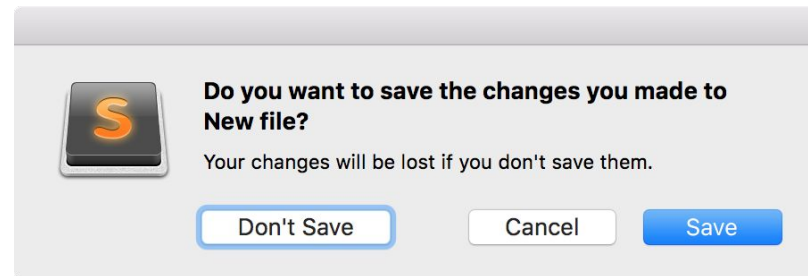 S
Do you want to save the changes you made to
New file?
Your changes will be lost if you don't save them.
Don't Save Cancel Save